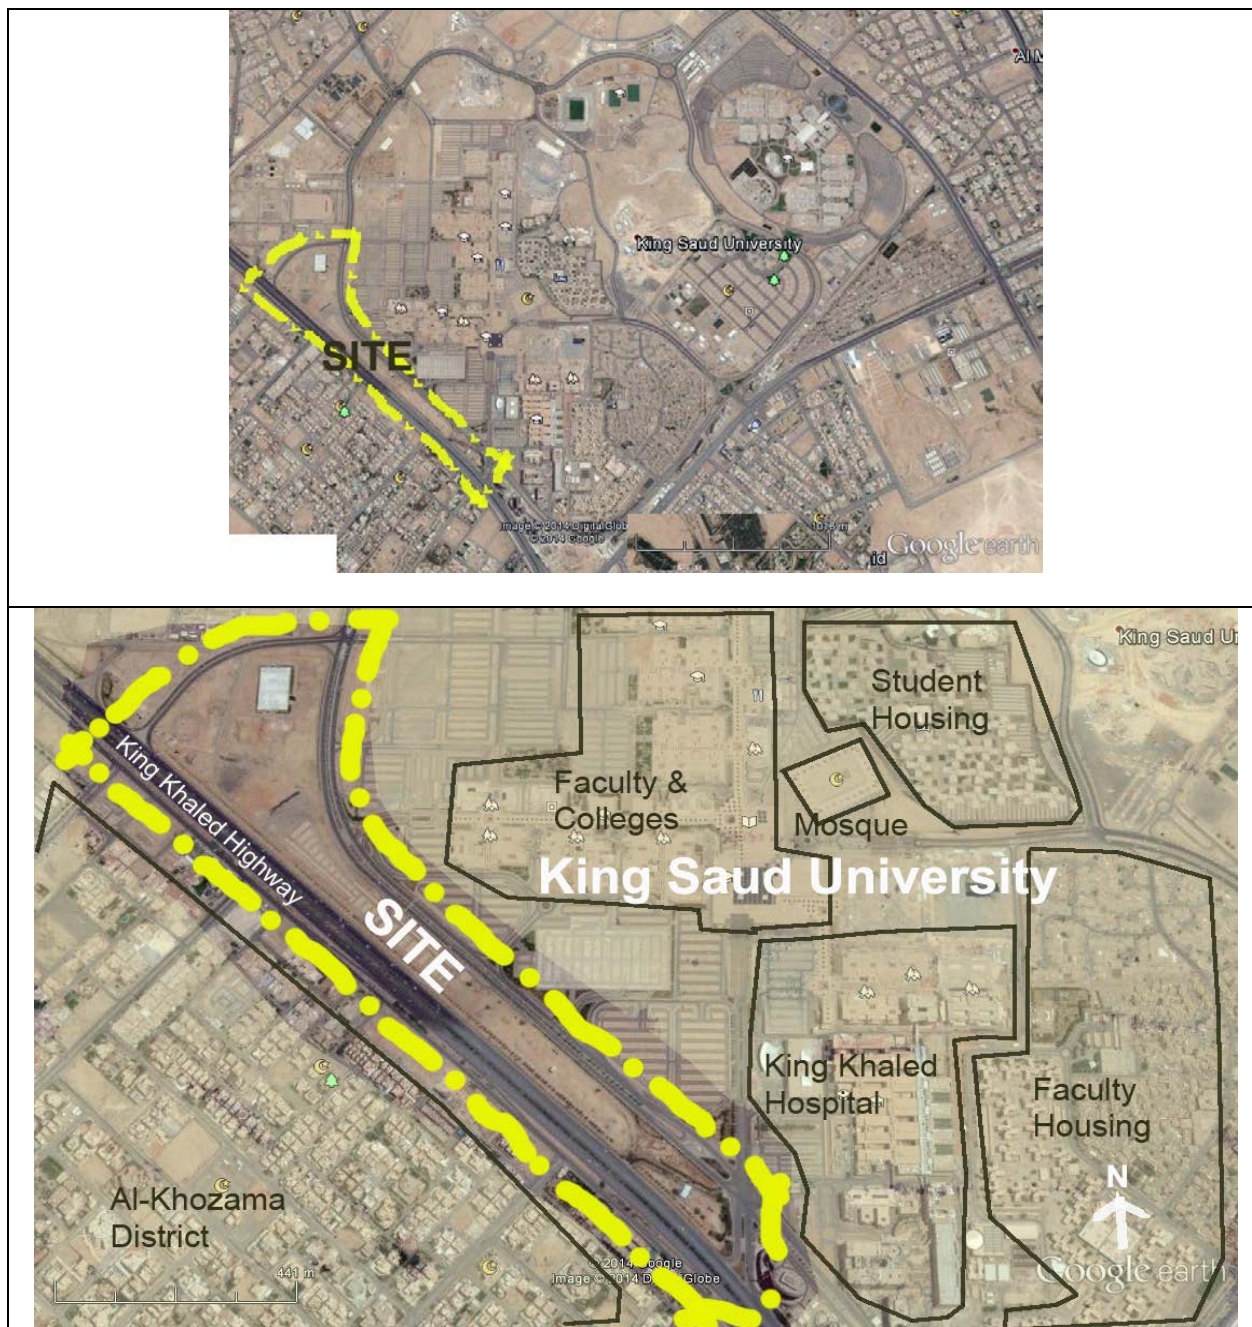 Al M
King Saud University
SITE
Image © 2014 DigitalGlob
© 2014 Google
id
Google earth
King Saud U
Student
Housing
King Khaled Highway
Faculty &
Colleges
Mosque
King Saud University
SITE
King Khaled
Hospital
Faculty
Housing
N
Al-Khozama
District
441 m
© 2014 Google
Image © 2014 DigitalGlobe
Google earth